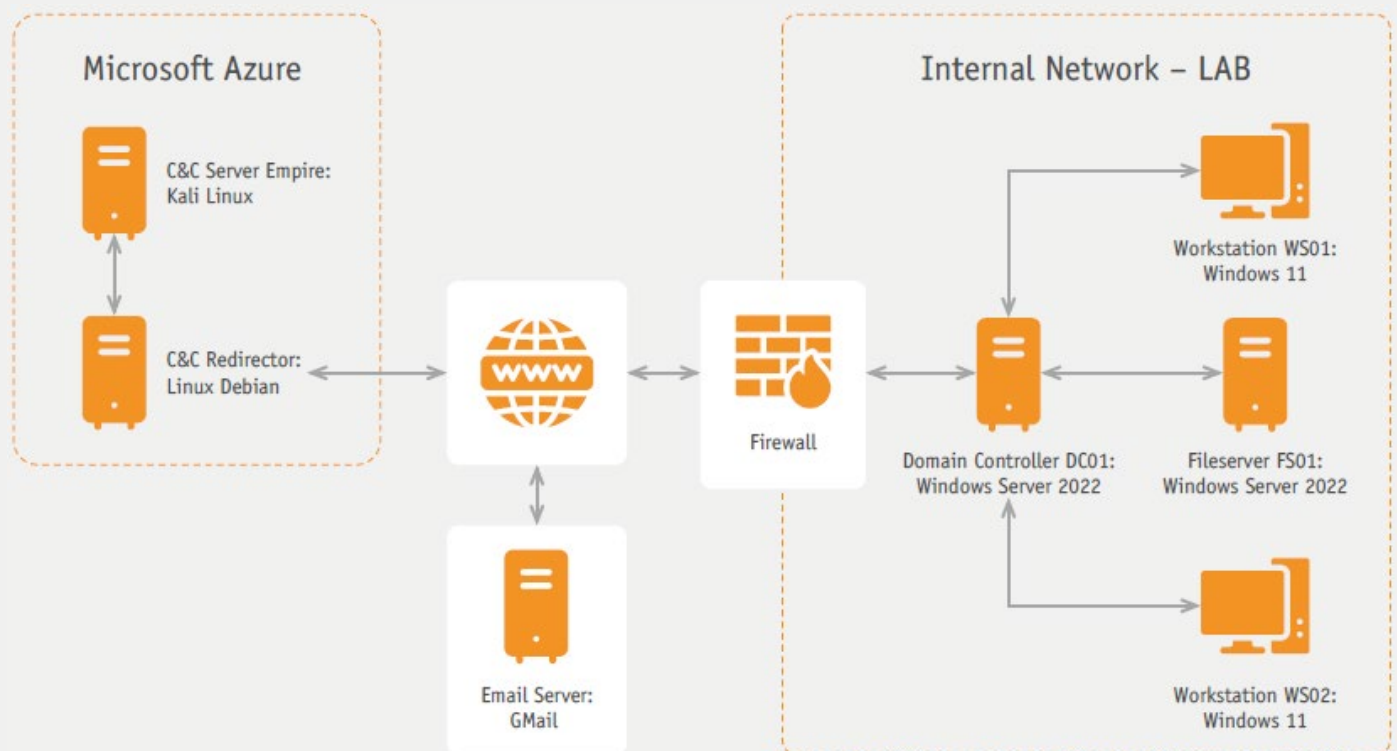 Microsoft Azure
C&C Server Empire:
Kali Linux
C&C Redirector:
Linux Debian
WWW
Email Server:
GMail
Firewall
Internal Network – LAB
Workstation WS01:
Windows 11
Domain Controller DC01:
Windows Server 2022
Fileserver FS01:
Windows Server 2022
Workstation WS02:
Windows 11